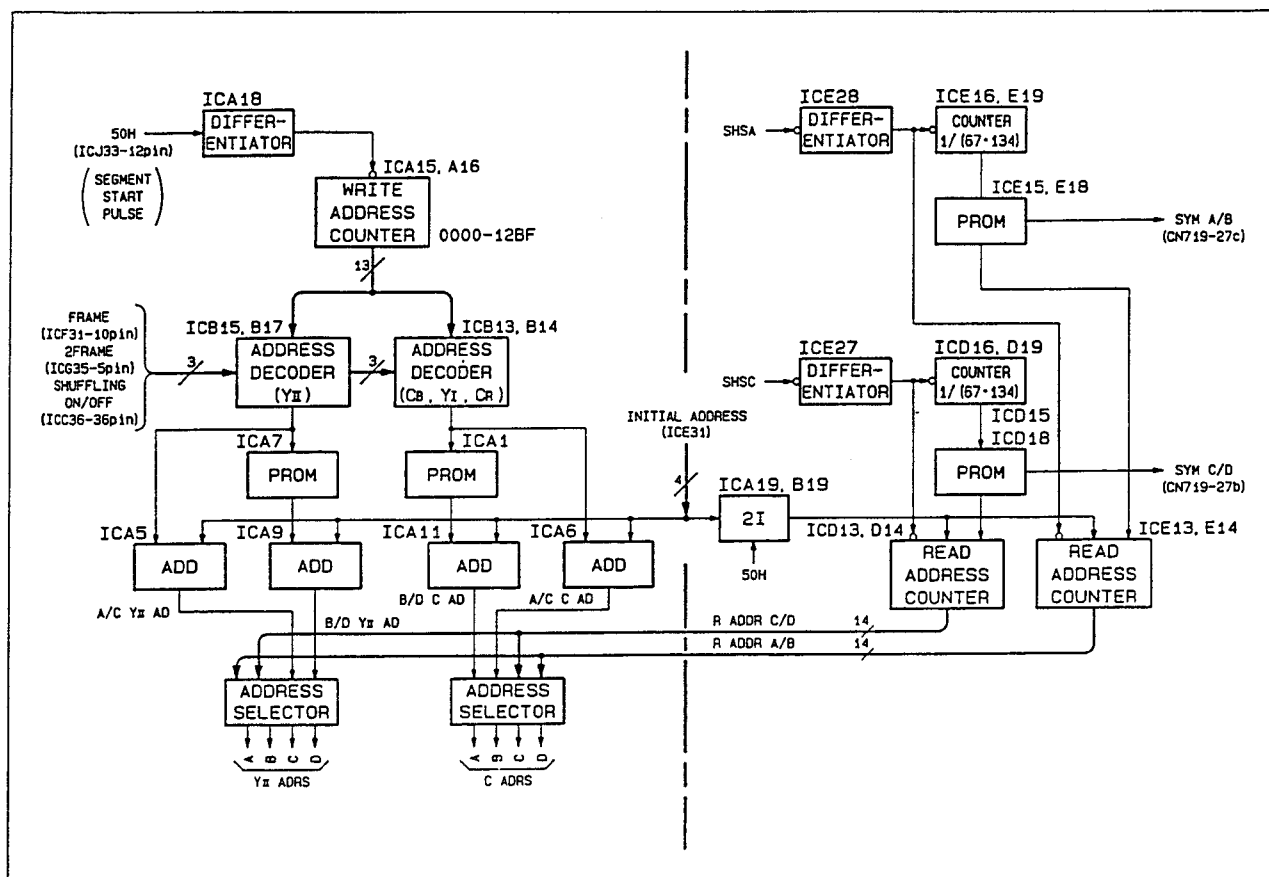 ICA18
DIFFER-
ENTIATOR
50H
(ICJ33-12pin)
(SEGMENT
START
PULSE)
ICA15, A16
WRITE
ADDRESS
COUNTER
0000-12BF
13
FRAME
(ICF31-10pin)
2FRAME
(ICG35-5pin)
SHUFFLING
ON/OFF
(ICC36-36pin)
3
ICB15, B17
ADDRESS
DECODER
(YⅡ)
3
ICB13, B14
ADDRESS
DECODER
(CB, YI, CR)
ICA7
PROM
ICA1
PROM
INITIAL ADDRESS
(ICE31)
4
ICA5
ADD
ICA9
ADD
ICA11
ADD
ICA6
ADD
A/C YⅡ AD
B/D YⅡ AD
B/D C AD
A/C C AD
ADDRESS
SELECTOR
A B C D
YⅡ ADRS
ADDRESS
SELECTOR
A B C D
C ADRS
SHSA
ICE28
DIFFER-
ENTIATOR
ICE16, E19
COUNTER
1/(67·134)
ICE15, E18
PROM
SYM A/B
(CN719-27c)
SHSC
ICE27
DIFFER-
ENTIATOR
ICD16, D19
COUNTER
1/(67·134)
ICD15
ICD18
PROM
SYM C/D
(CN719-27b)
ICA19, B19
2I
50H
ICD13, D14
READ
ADDRESS
COUNTER
ICE13, E14
READ
ADDRESS
COUNTER
R ADDR C/D 14
R ADDR A/B 14